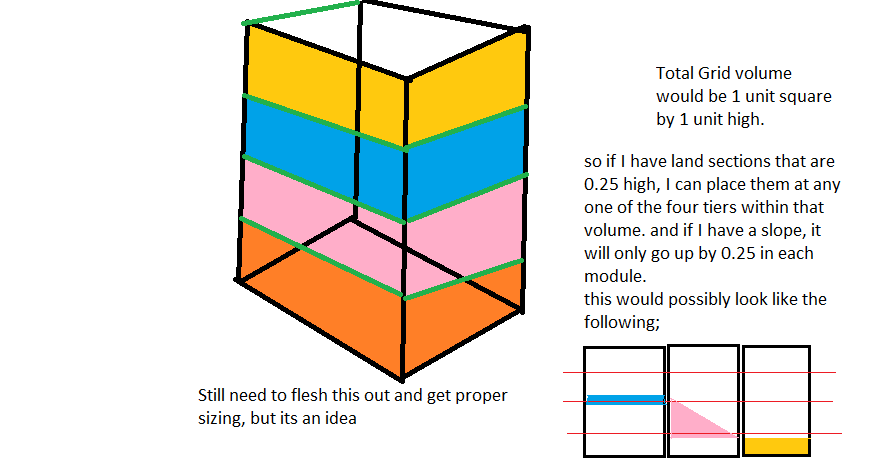 Total Grid volume
would be 1 unit square
by 1 unit high.
so if I have land sections that are
0.25 high, I can place them at any
one of the four tiers within that
volume. and if I have a slope, it
will only go up by 0.25 in each
module.
this would possibly look like the
following;
Still need to flesh this out and get proper
sizing, but its an idea